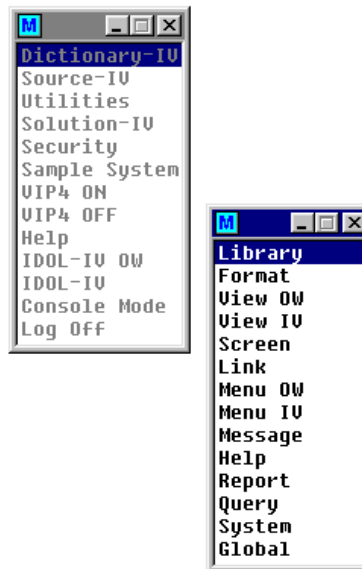 M
Dictionary-IV
Source-IV
Utilities
Solution-IV
Security
Sample System
VIP4 ON
VIP4 OFF
Help
IDOL-IV OW
IDOL-IV
Console Mode
Log Off
M
Library
Format
View OW
View IV
Screen
Link
Menu OW
Menu IV
Message
Help
Report
Query
System
Global